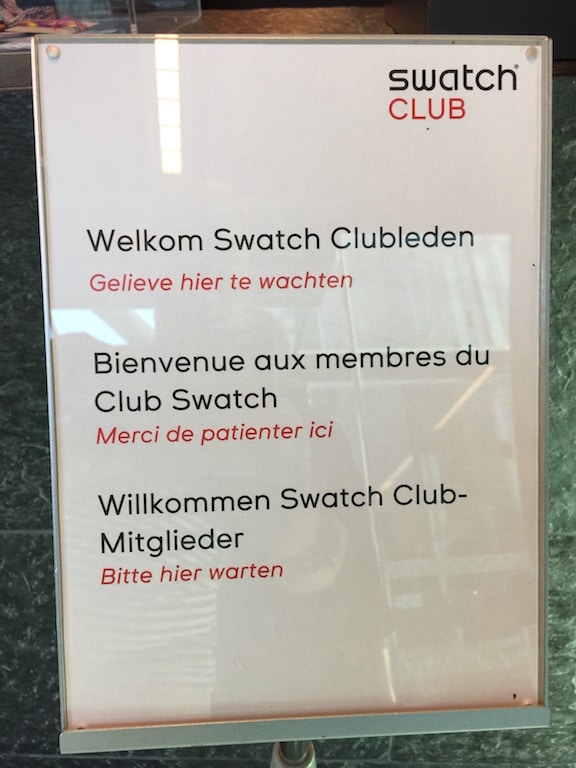 swatch®
CLUB
Welkom Swatch Clubleden
Gelieve hier te wachten
Bienvenue aux membres du
Club Swatch
Merci de patienter ici
Willkommen Swatch Club-
Mitglieder
Bitte hier warten